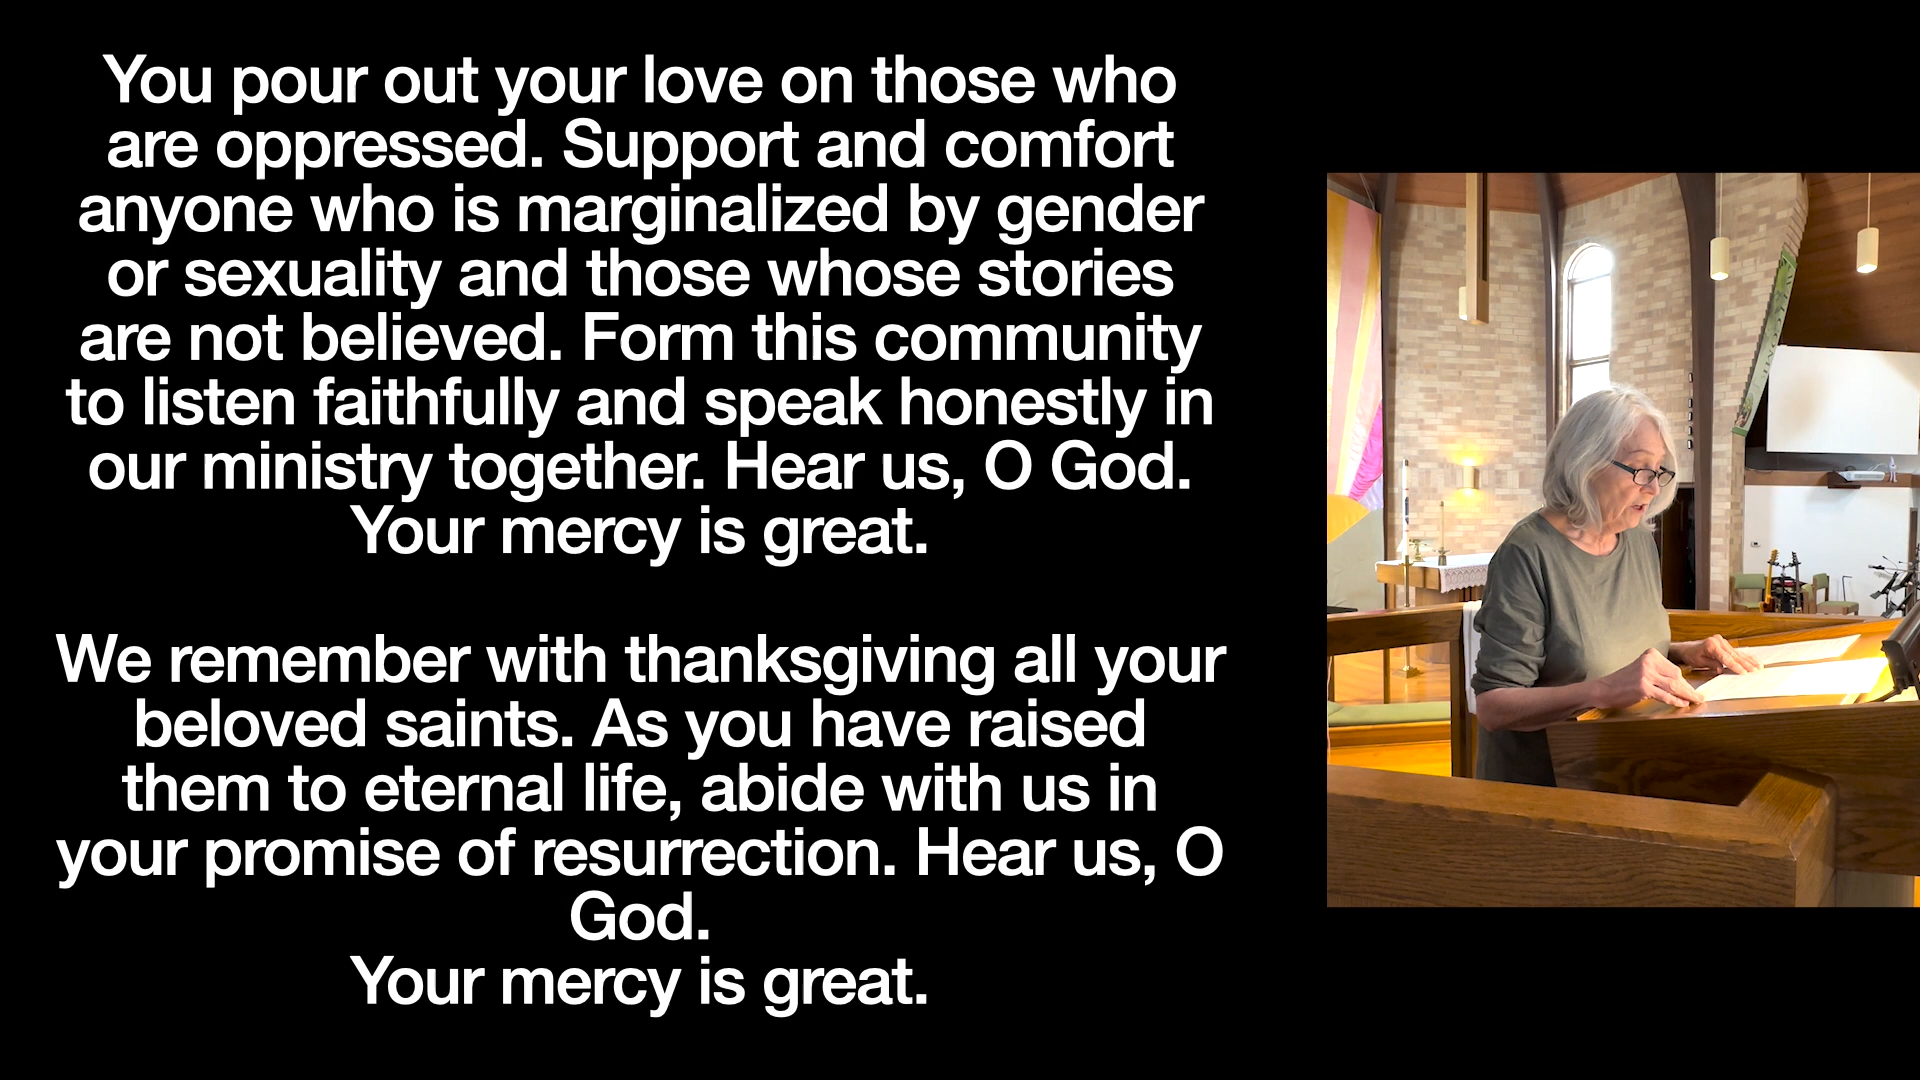 You pour out your love on those who
are oppressed. Support and comfort
anyone who is marginalized by gender
or sexuality and those whose stories
are not believed. Form this community
to listen faithfully and speak honestly in
our ministry together. Hear us, O God.
Your mercy is great.
We remember with thanksgiving all your
beloved saints. As you have raised
them to eternal life, abide with us in
your promise of resurrection. Hear us, O
God.
Your mercy is great.